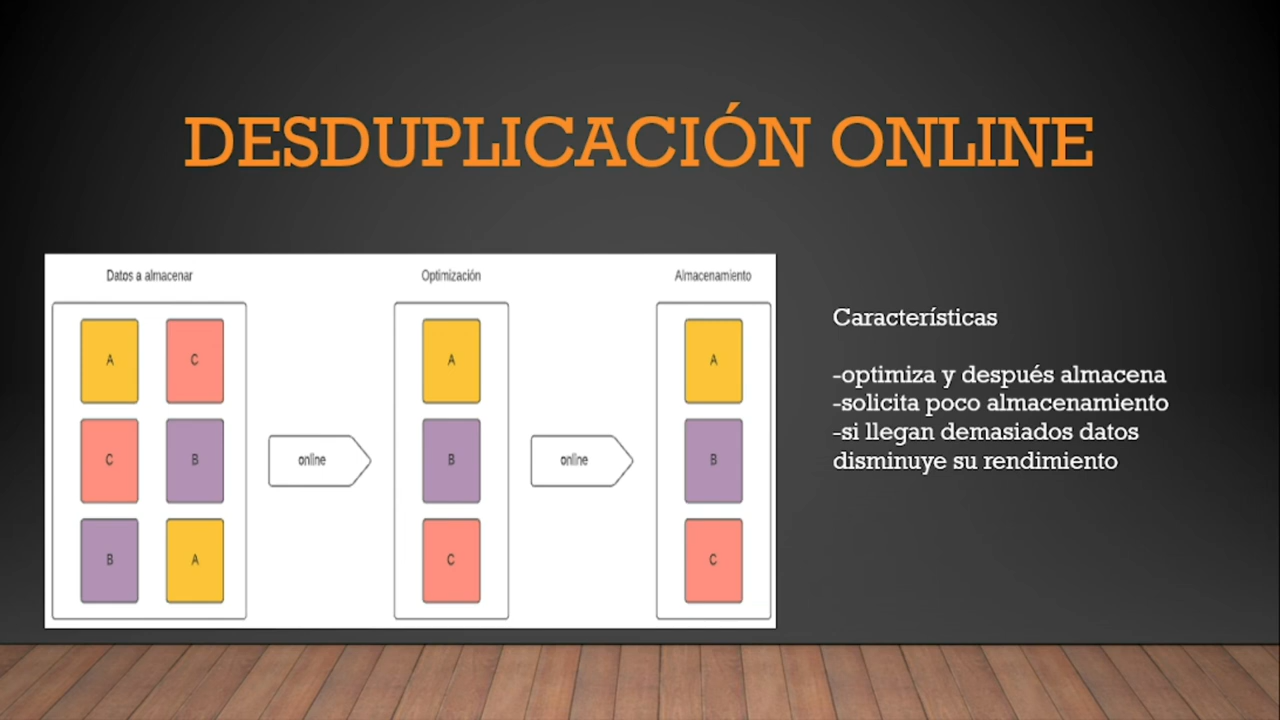 DESDUPLICACIÓN ONLINE
Datos a almacenar
Optimización
Almacenamiento
A
C
A
A
C
B
online
B
online
B
B
A
C
C
Características
-optimiza y después almacena
-solicita poco almacenamiento
-si llegan demasiados datos
disminuye su rendimiento